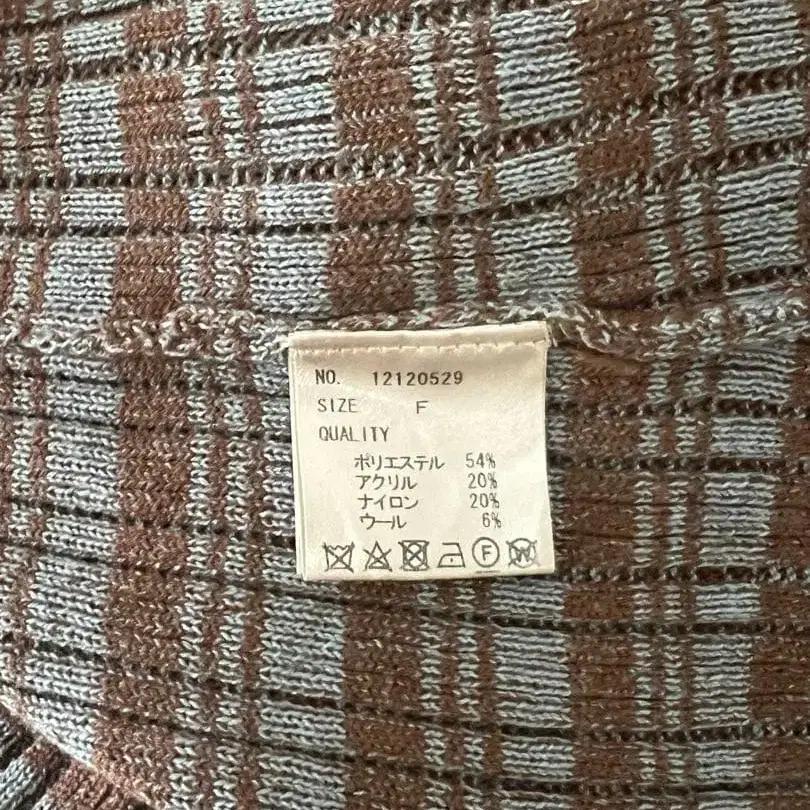 NO. 12120529
SIZE F
QUALITY
ポリエステル 54%
アクリル 20%
ナイロン 20%
ウール 6%
F W